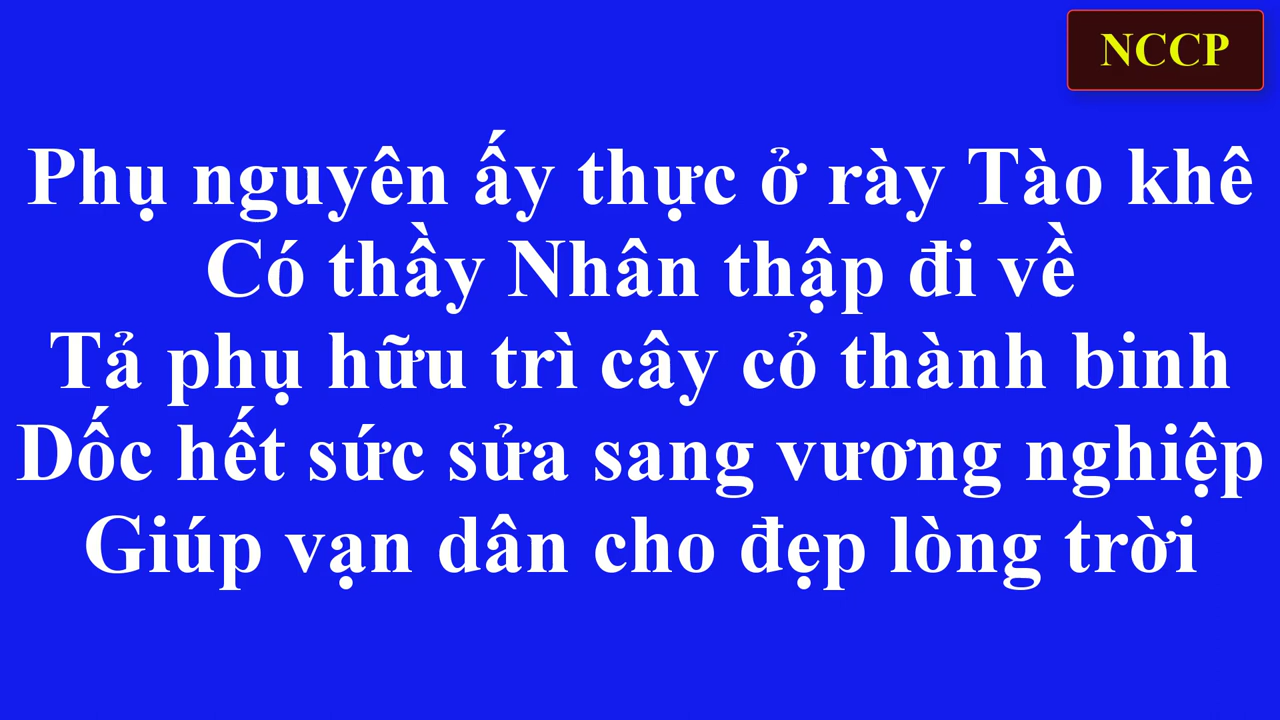 NCCP
Phụ nguyên ấy thực ở rày Tào khê
Có thầy Nhân thập đi về
Tả phụ hữu trì cây cỏ thành binh
Dốc hết sức sửa sang vương nghiệp
Giúp vạn dân cho đẹp lòng trời